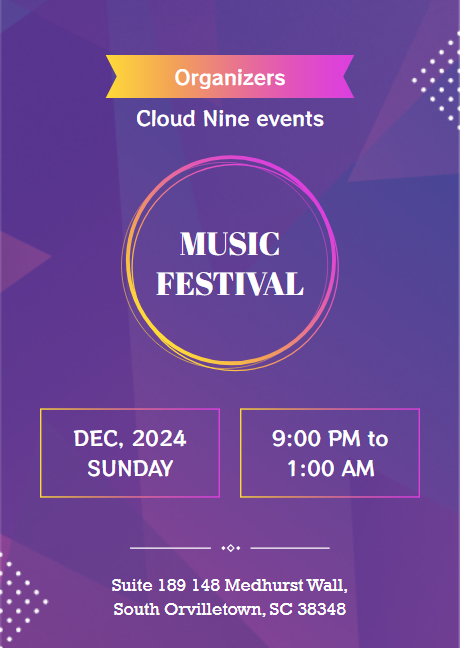 Organizers
Cloud Nine events
MUSIC
FESTIVAL
DEC, 2024
SUNDAY
9:00 PM to
1:00 AM
Suite 189 148 Medhurst Wall,
South Orvilletown, SC 38348